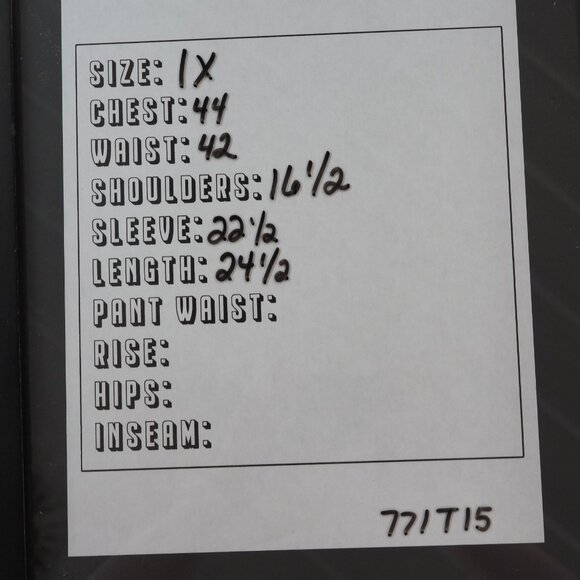 SIZE: 1X
CHEST: 44
WAIST: 42
SHOULDERS: 16 1/2
SLEEVE: 22 1/2
LENGTH: 24 1/2
PANT WAIST:
RISE:
HIPS:
INSEAM:
771T15